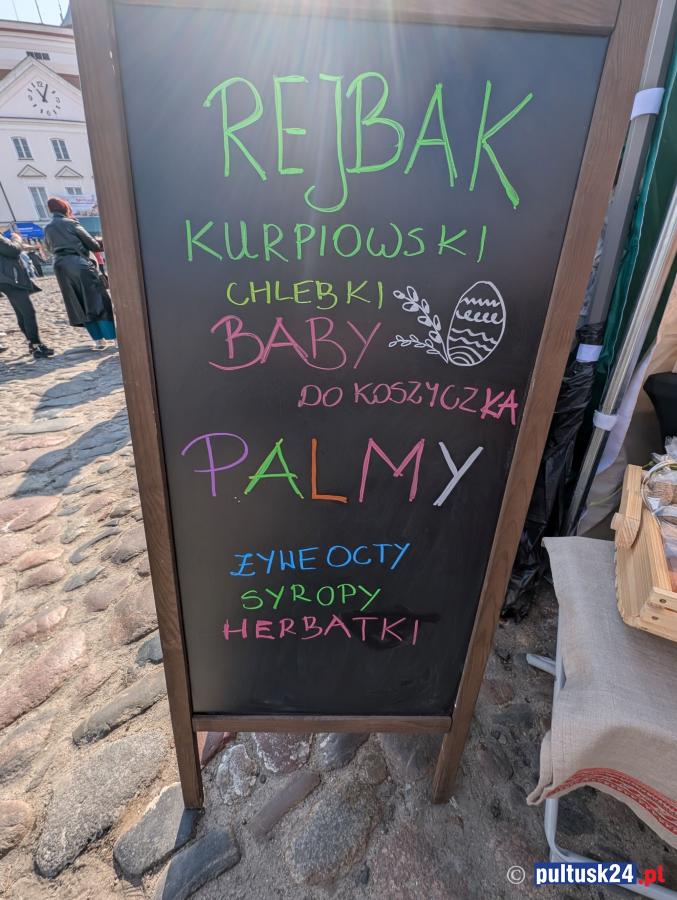 REJBAK
KURPIOWSKI
CHLEBKI
BABY
DO KOSZYCZKA
PALMY
ŻYWE OCTY
SYROPY
HERBATKI
© pultusk24.pl